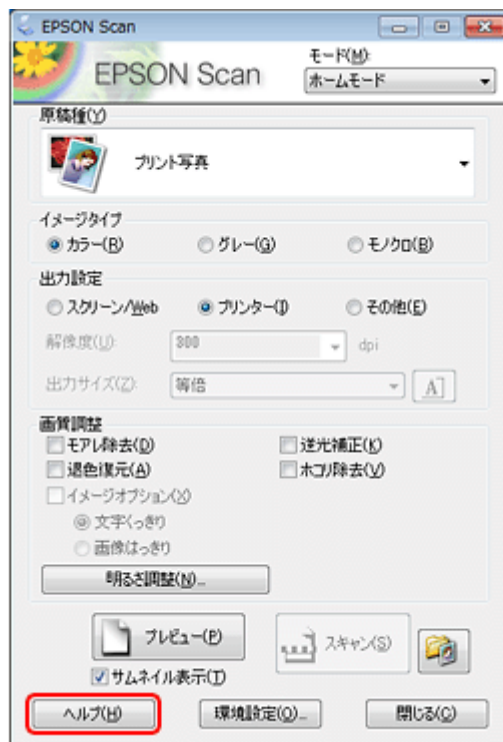 EPSON Scan
EPSON Scan
モード(M):
ホームモード
原稿種(Y)
プリント写真
イメージタイプ
カラー(R) グレー(G) モノクロ(B)
出力設定
スクリーン/Web プリンター(I) その他(E)
解像度(U): 300 dpi
出力サイズ(Z): 等倍 A
画質調整
モアレ除去(D) 逆光補正(K)
退色復元(A) ホコリ除去(V)
イメージオプション(X)
文字くっきり
画像はっきり
明るさ調整(N)...
プレビュー(P) スキャン(S)
サムネイル表示(T)
ヘルプ(H) 環境設定(O)... 閉じる(C)